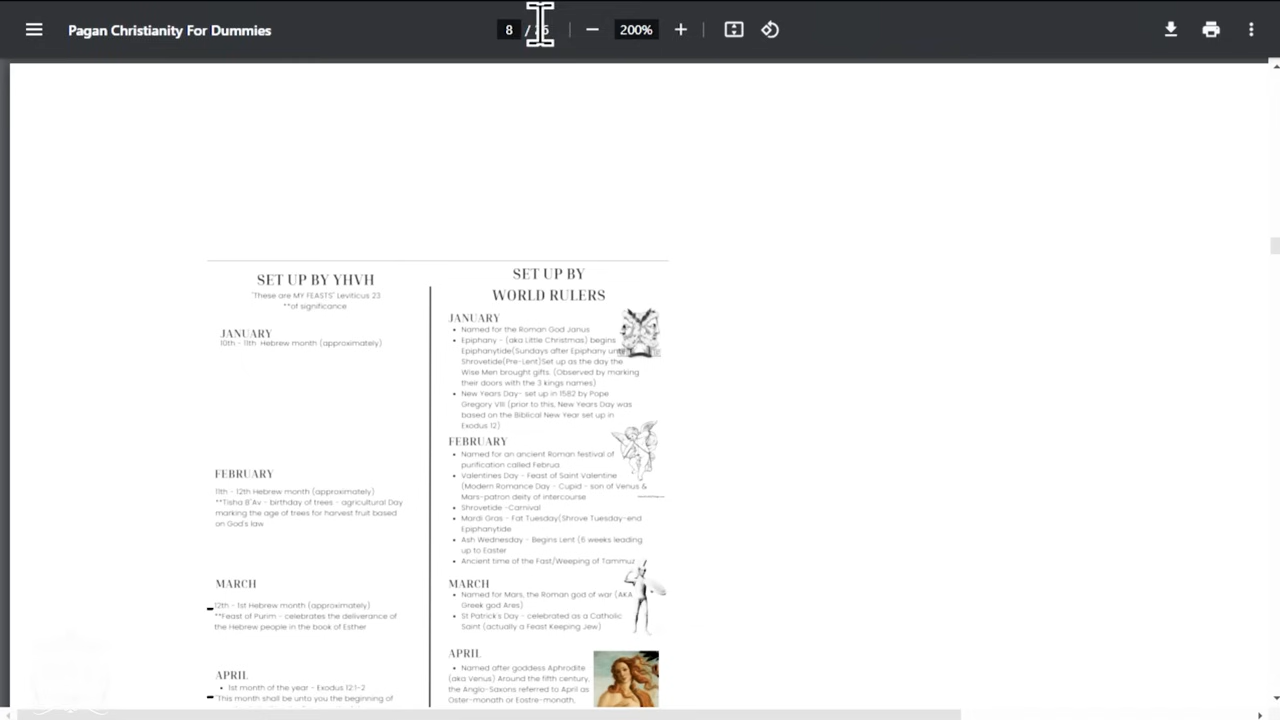 Pagan Christianity For Dummies
8 /
200%
SET UP BY YHVH
"These are MY FEASTS" Leviticus 23
**of significance
JANUARY
10th - 11th Hebrew month (approximately)
FEBRUARY
11th - 12th Hebrew month (approximately)
**Tisha B'Av - birthday of trees - agricultural Day
marking the age of trees for harvest fruit based
on God's law
MARCH
12th - 1st Hebrew month (approximately)
**Feast of Purim - celebrates the deliverance of
the Hebrew people in the book of Esther
APRIL
• 1st month of the year - Exodus 12:1-2
"This month shall be unto you the beginning of
SET UP BY
WORLD RULERS
JANUARY
• Named for the Roman God Janus
• Epiphany - (aka Little Christmas) begins
Epiphanytide(Sundays after Epiphany until
Shrovetide(Pre-Lent)Set up as the day the
Wise Men brought gifts. (Observed by marking
their doors with the 3 kings names)
• New Years Day- set up in 1582 by Pope
Gregory VIII (prior to this, New Years Day was
based on the Biblical New Year set up in
Exodus 12)
FEBRUARY
• Named for an ancient Roman festival of
purification called Februa
• Valentines Day - Feast of Saint Valentine
(Modern Romance Day - Cupid - son of Venus &
Mars-patron deity of intercourse
• Shrovetide -Carnival
• Mardi Gras - Fat Tuesday(Shrove Tuesday-end
Epiphanytide
• Ash Wednesday - Begins Lent (6 weeks leading
up to Easter
• Ancient time of the Fast/Weeping of Tammuz
MARCH
• Named for Mars, the Roman god of war (AKA
Greek god Ares)
• St Patrick's Day - celebrated as a Catholic
Saint (actually a Feast Keeping Jew)
APRIL
• Named after goddess Aphrodite
(aka Venus) Around the fifth century,
the Anglo-Saxons referred to April as
Oster-monath or Eostre-monath,